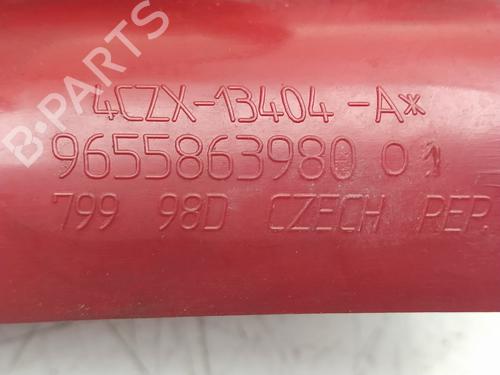 4CZX-13404-A*
9655863980 01
799 98D CZECH REP.
B-PARTS